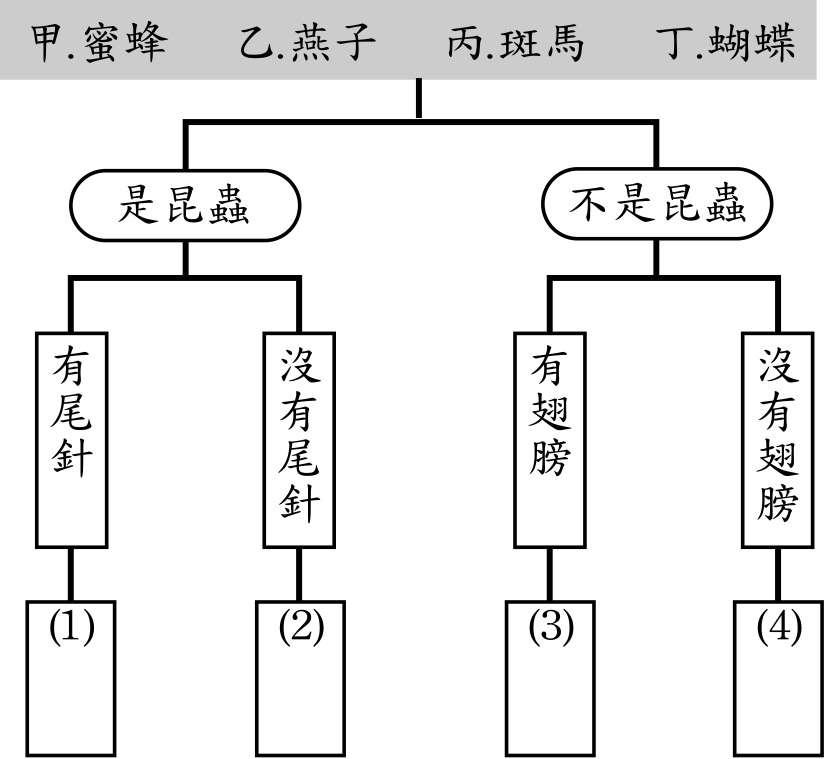 甲.蜜蜂 乙.燕子 丙.斑馬 丁.蝴蝶
是昆蟲 不是昆蟲
有尾針 沒有尾針 有翅膀 沒有翅膀
(1) (2) (3) (4)